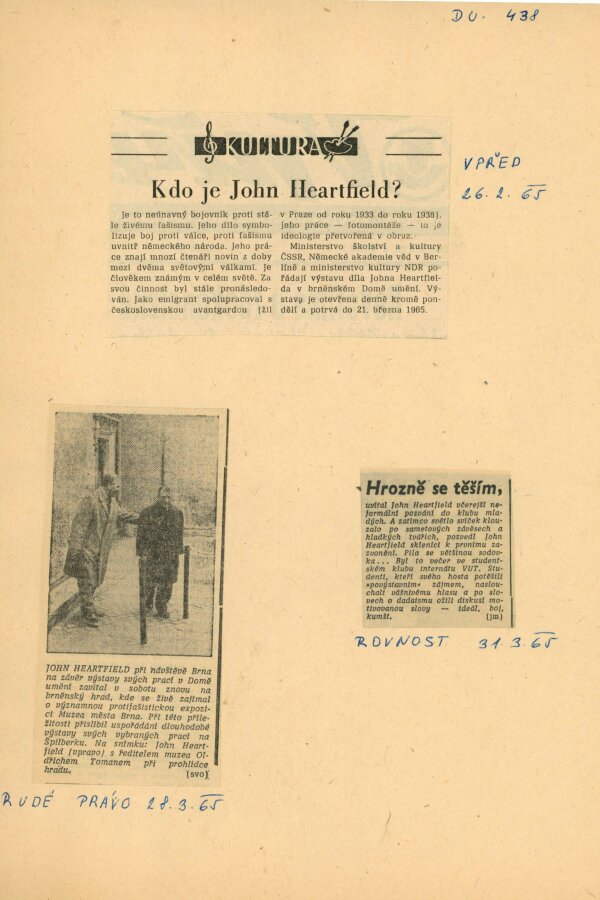 DU. 438
KULTURA
VPŘED
26.2. 65
Kdo je John Heartfield?
Je to neúnavný bojovník proti stá-
le živému fašismu. Jeho dílo symbo-
lizuje boj proti válce, proti fašismu
uvnitř německého národa. Jeho prá-
ce znají mnozí čtenáři novin z doby
mezi dvěma světovými válkami. Je
člověkem známým v celém světě. Za
svou činnost byl stále pronásledo-
ván. Jako emigrant spolupracoval s
československou avantgardou (žil
v Praze od roku 1933 do roku 1938).
Jeho práce — fotomontáže — to je
ideologie přetvořená v obraz.
Ministerstvo školství a kultury
ČSSR, Německé akademie věd v Ber-
líně a ministerstvo kultury NDR po-
řádají výstavu díla Johna Heartfiel-
da v brněnském Domě umění. Vý-
stava je otevřena denně kromě pon-
dělí a potrvá do 21. března 1965.
JOHN HEARTFIELD při návštěvě Brna
na závěr výstavy svých prací v Domě
umění zavítal v sobotu znovu na
brněnský hrad, kde se živě zajímal
o významnou protifašistickou expozi-
ci Muzea města Brna. Při této příle-
žitosti přislíbil uspořádání dlouhodobé
výstavy svých vybraných prací na
Špilberku. Na snímku: John Heart-
field (vpravo) s ředitelem muzea Ol-
dřichem Tomanem při prohlídce
hradu.
(svo)
RUDÉ PRÁVO 28.3.65
Hrozně se těším,
uvítal John Heartfield včerejší ne-
formální pozvání do klubu mla-
dých. A zatímco světlo svíček klou-
zalo po sametových závěsech a
hladkých tvářích, pozvedl John
Heartfield sklenici k prvnímu za-
zvonění. Pila se většinou sodov-
ka... Byl to večer ve student-
ském klubu internátu VUT. Stu-
denti, kteří svého hosta potěšili
»povýstavním« zájmem, naslou-
chali vášnivému hlasu a po slo-
vech o dadaismu ožili diskusí mo-
tivovanou slovy — ideál, boj,
kumšt.
(jm)
ROVNOST 31.3.65